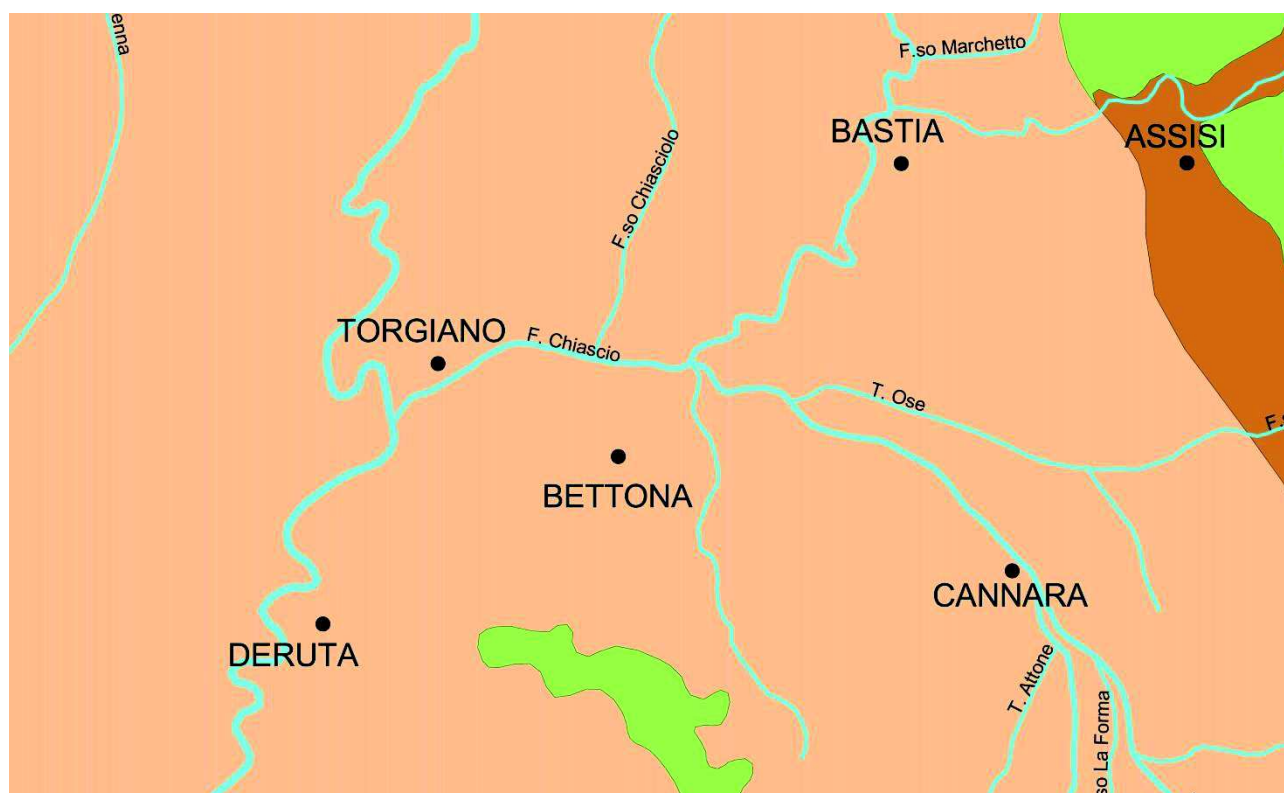 enna
F.so Marchetto
BASTIA
ASSISI
F.so Chiasciolo
TORGIANO
F. Chiascio
T. Ose
F.s
BETTONA
CANNARA
DERUTA
T. Attone
so La Forma